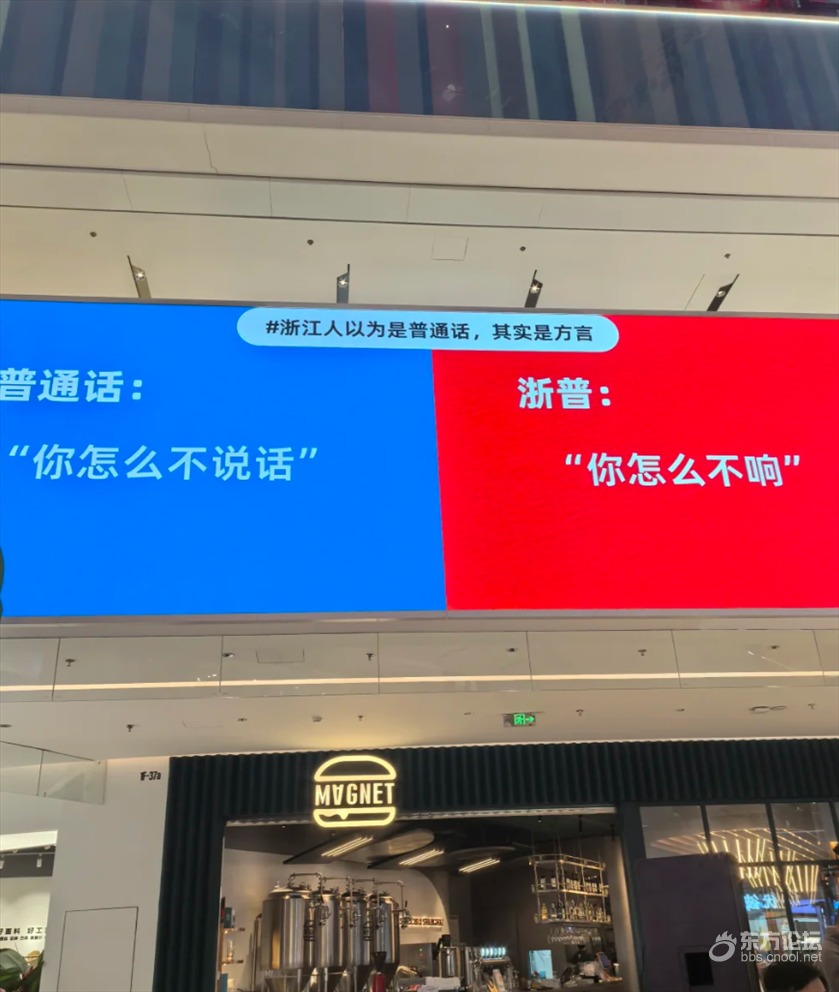 #浙江人以为是普通话，其实是方言
普通话：
“你怎么不说话”
浙普：
“你怎么不响”
1F-37a
MAGNET
东方论坛
bbs.cnool.net